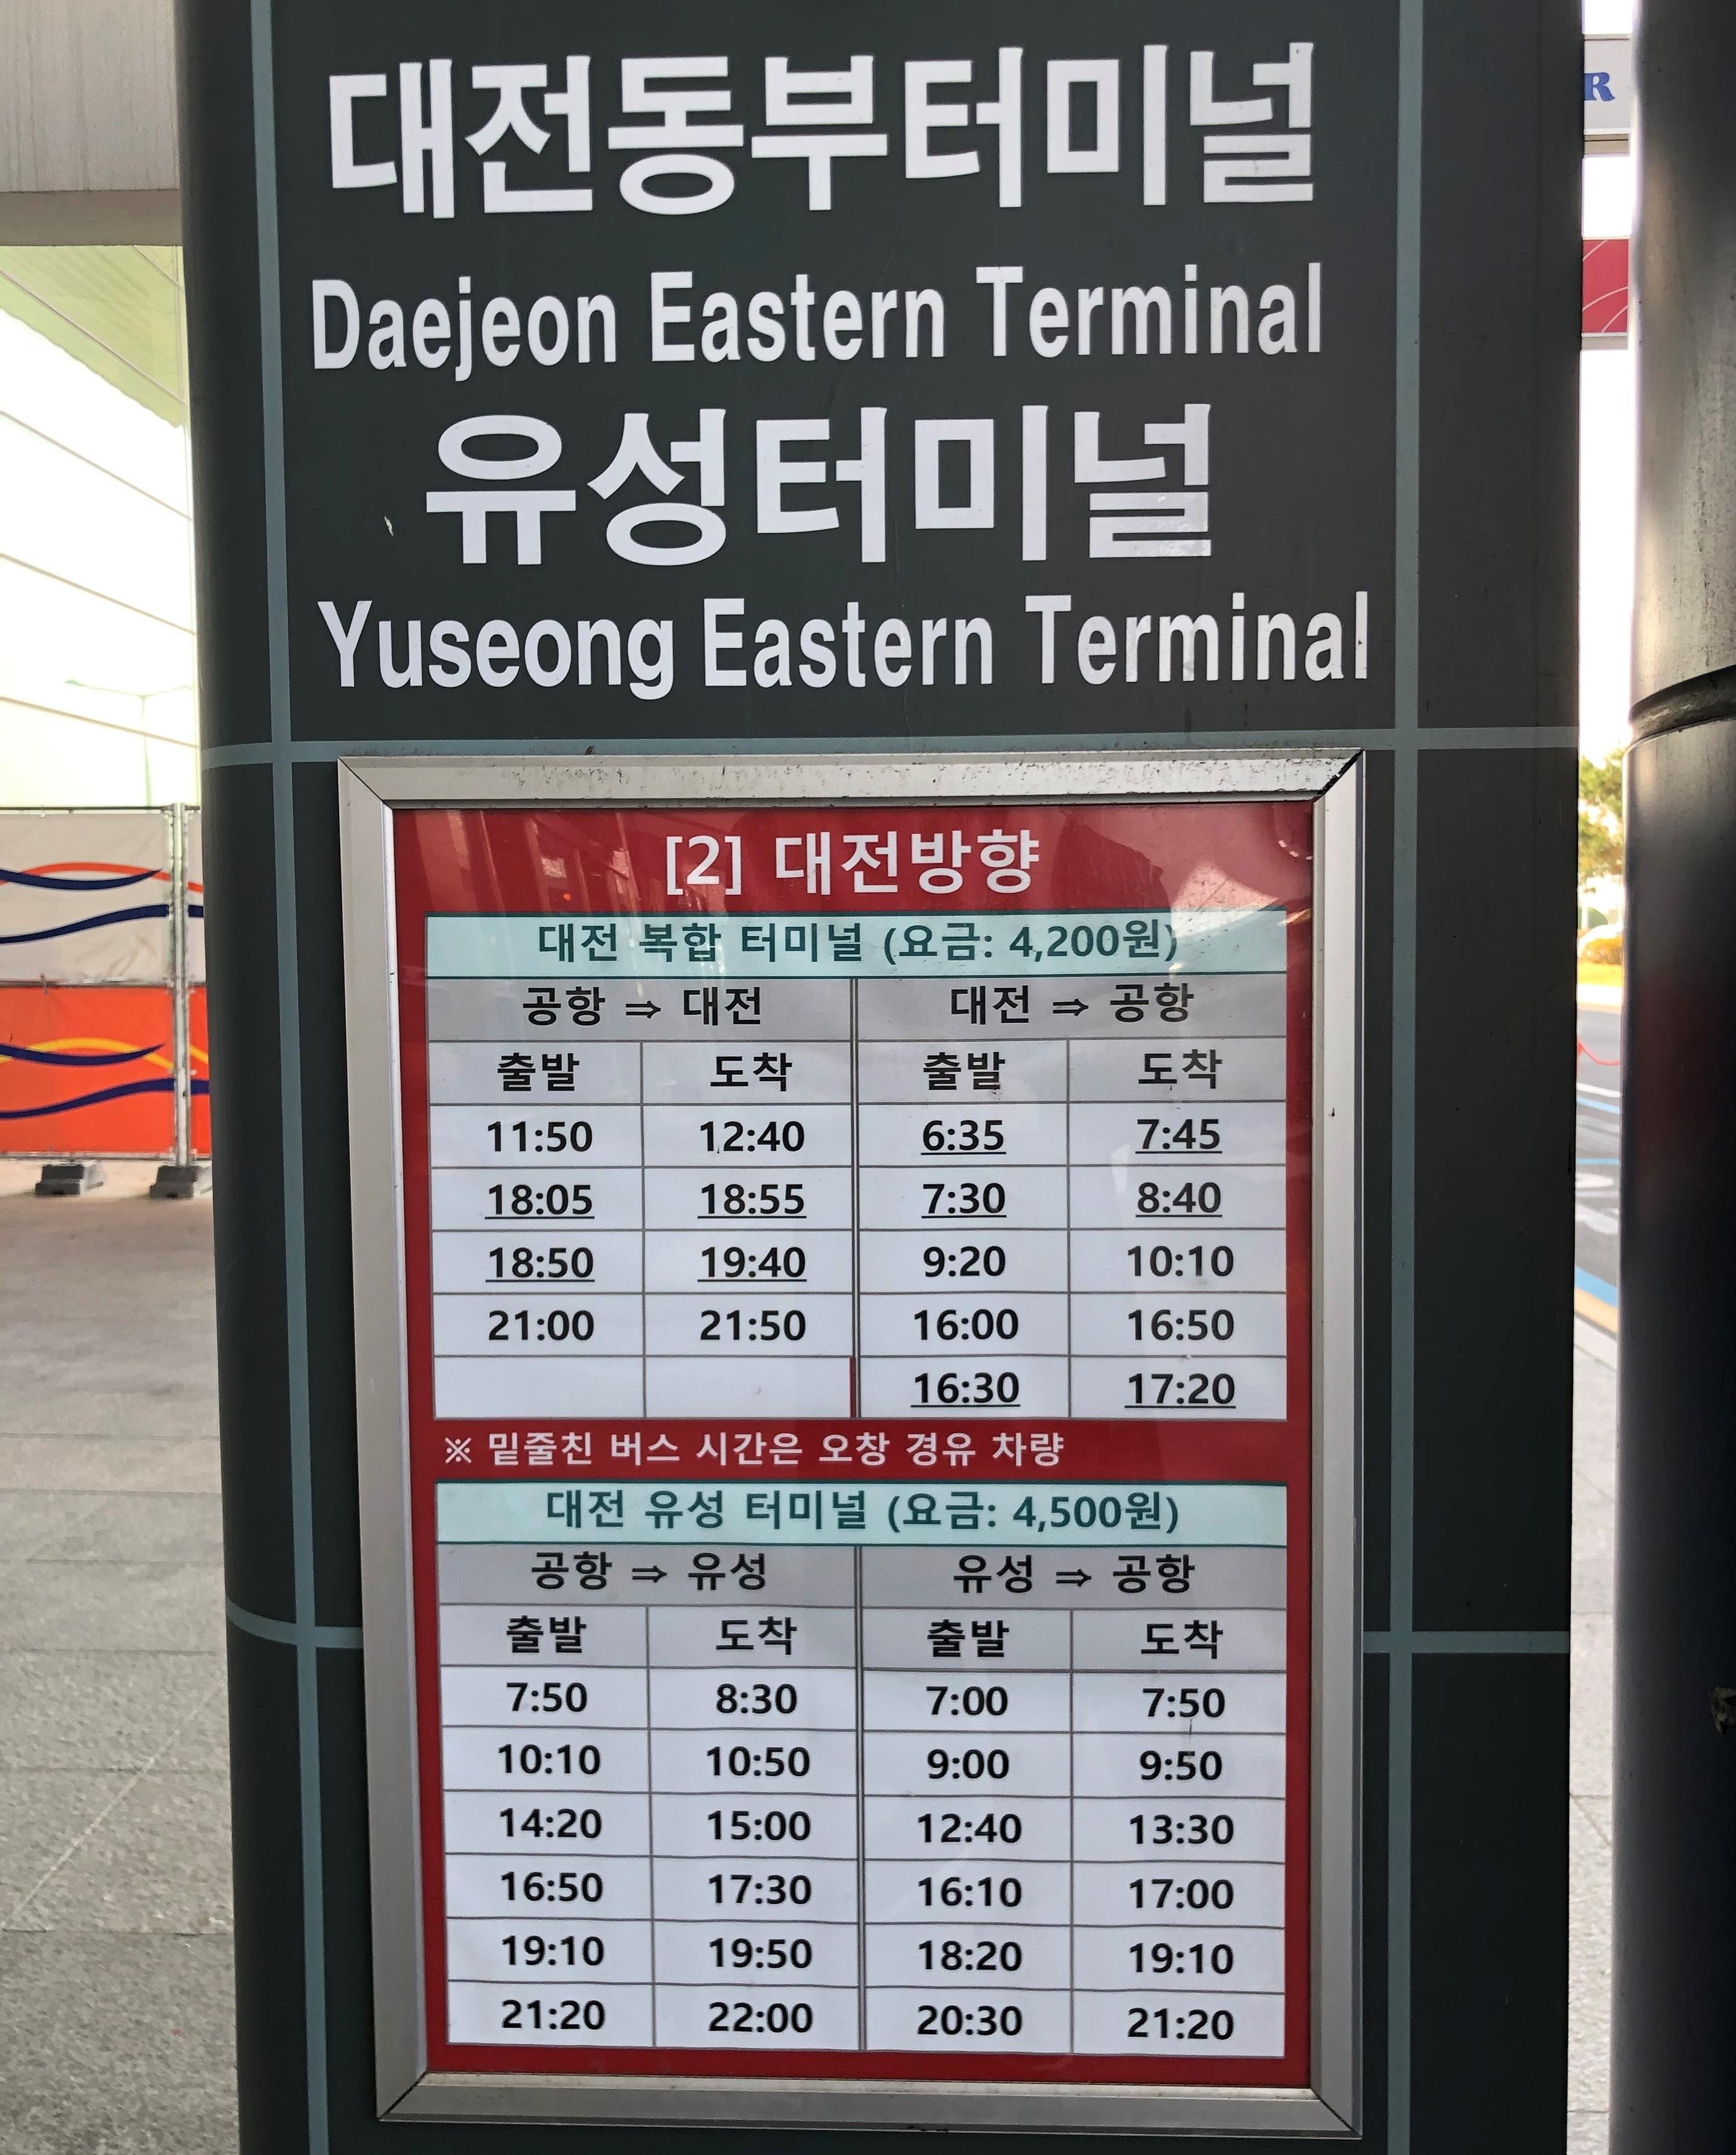 대전동부터미널
Daejeon Eastern Terminal
유성터미널
Yuseong Eastern Terminal
R
[2] 대전방향
대전 복합 터미널 (요금: 4,200원)
공항 ⇒ 대전 대전 ⇒ 공항
출발 도착 출발 도착
11:50 12:40 6:35 7:45
18:05 18:55 7:30 8:40
18:50 19:40 9:20 10:10
21:00 21:50 16:00 16:50
16:30 17:20
※ 밑줄친 버스 시간은 오창 경유 차량
대전 유성 터미널 (요금: 4,500원)
공항 ⇒ 유성 유성 ⇒ 공항
출발 도착 출발 도착
7:50 8:30 7:00 7:50
10:10 10:50 9:00 9:50
14:20 15:00 12:40 13:30
16:50 17:30 16:10 17:00
19:10 19:50 18:20 19:10
21:20 22:00 20:30 21:20